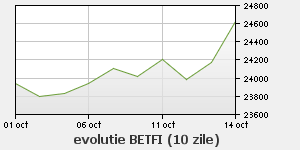 24800
24600
24400
24200
24000
23800
23600
01 oct
06 oct
11 oct
14 oct
evolutie BETFI (10 zile)